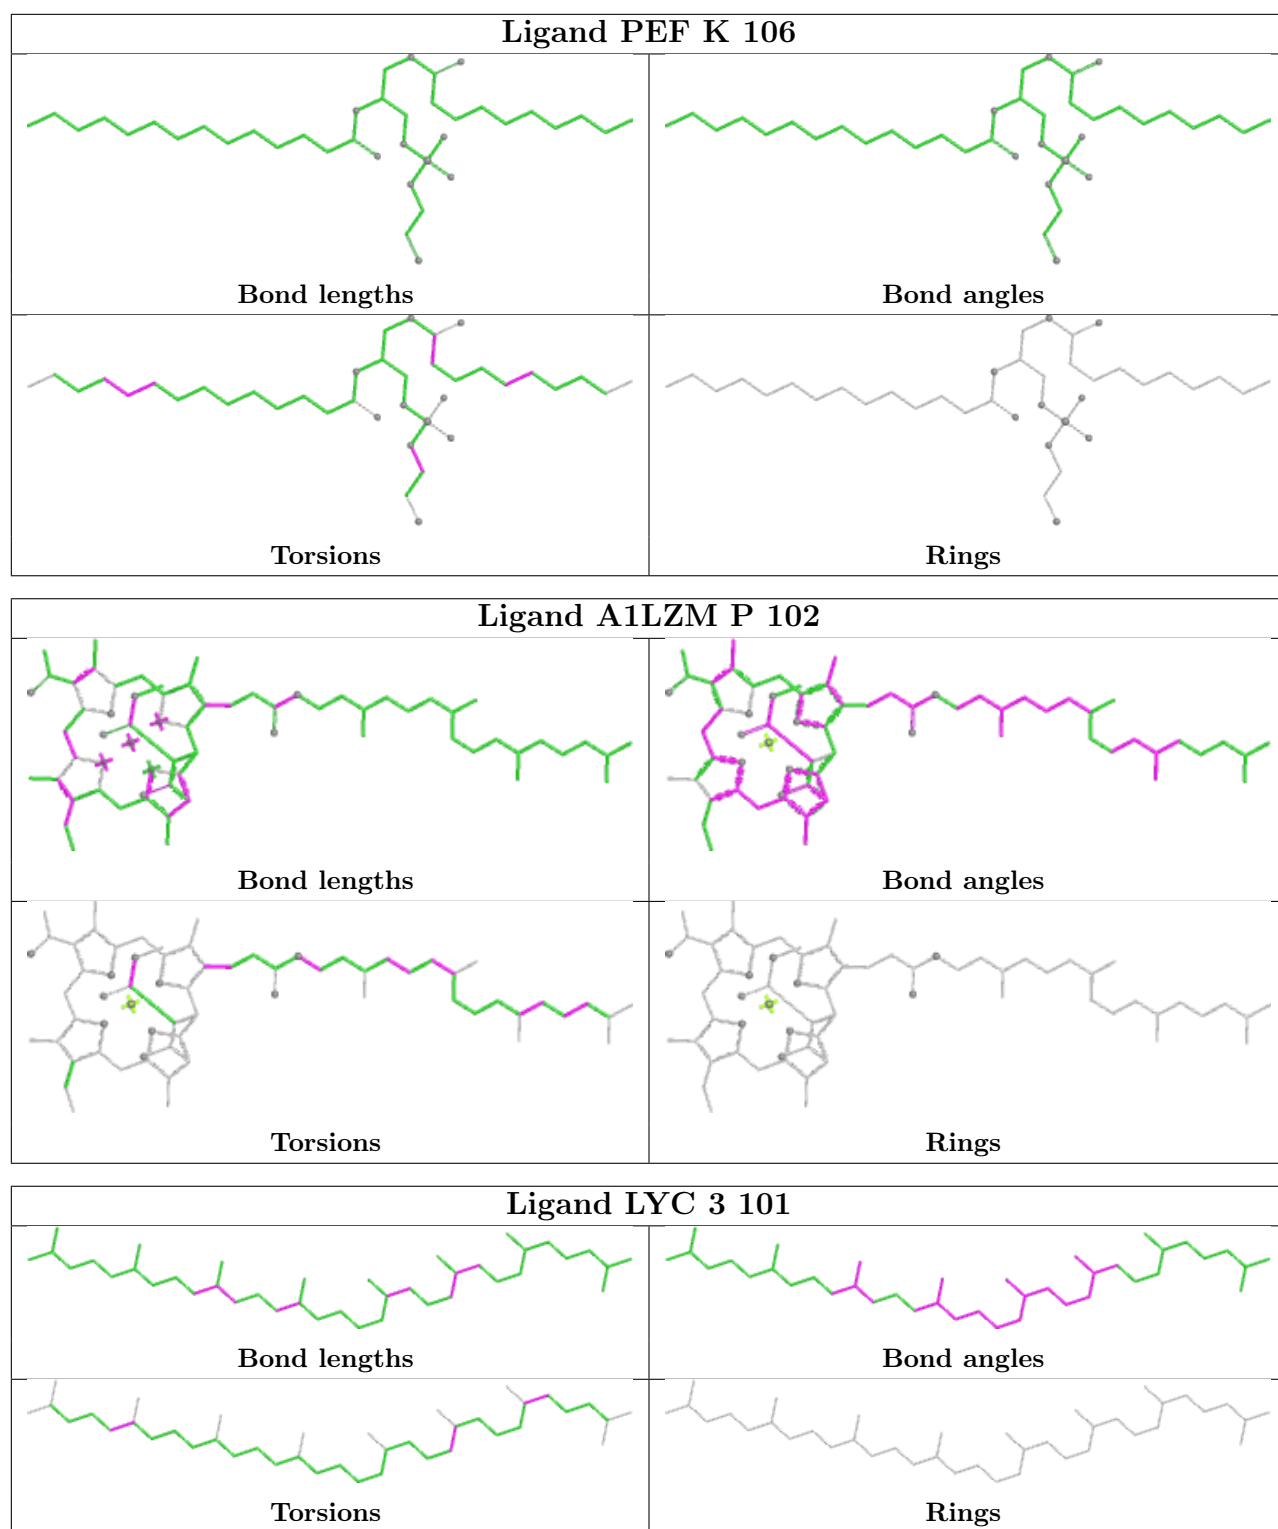 Ligand PEF K 106
Bond lengths
Bond angles
Torsions
Rings
Ligand A1LZM P 102
Bond lengths
Bond angles
Torsions
Rings
Ligand LYC 3 101
Bond lengths
Bond angles
Torsions
Rings